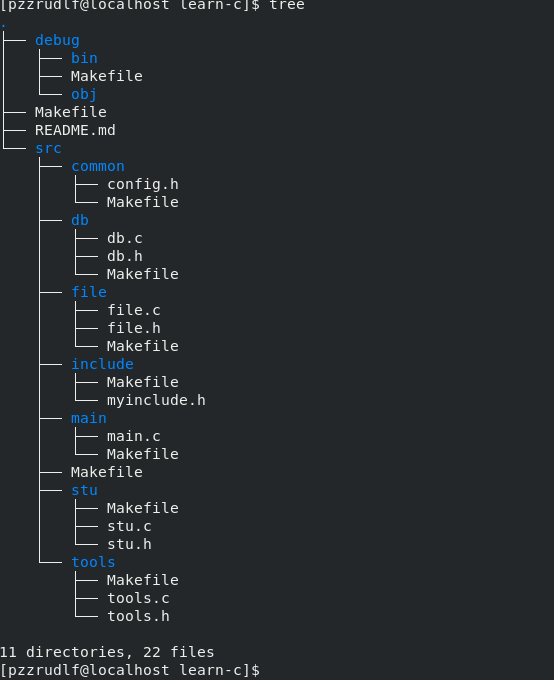 [pzzrudlf@localhost learn-c]$ tree
.
├── debug
│   ├── bin
│   ├── Makefile
│   └── obj
├── Makefile
├── README.md
└── src
    ├── common
    │   ├── config.h
    │   └── Makefile
    ├── db
    │   ├── db.c
    │   ├── db.h
    │   └── Makefile
    ├── file
    │   ├── file.c
    │   ├── file.h
    │   └── Makefile
    ├── include
    │   ├── Makefile
    │   └── myinclude.h
    ├── main
    │   ├── main.c
    │   └── Makefile
    ├── Makefile
    ├── stu
    │   ├── Makefile
    │   ├── stu.c
    │   └── stu.h
    └── tools
        ├── Makefile
        ├── tools.c
        └── tools.h
11 directories, 22 files
[pzzrudlf@localhost learn-c]$